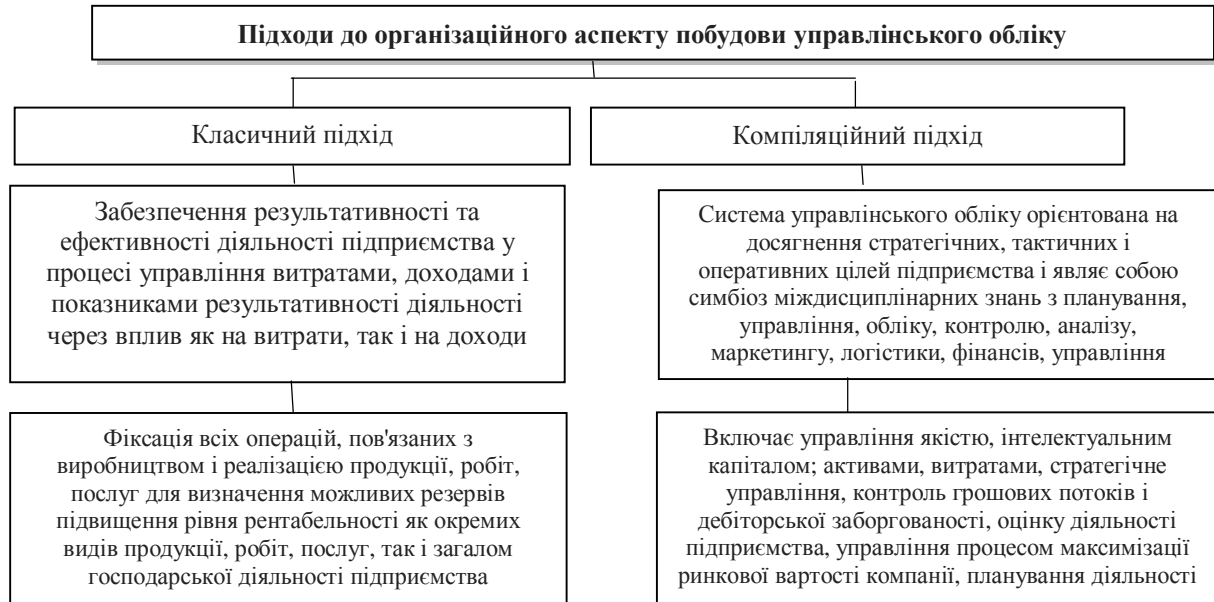 Підходи до організаційного аспекту побудови управлінського обліку
Класичний підхід
Компіляційний підхід
Забезпечення результативності та
ефективності діяльності підприємства у
процесі управління витратами, доходами і
показниками результативності діяльності
через вплив як на витрати, так і на доходи
Система управлінського обліку орієнтована на
досягнення стратегічних, тактичних і
оперативних цілей підприємства і являє собою
симбіоз міждисциплінарних знань з планування,
управління, обліку, контролю, аналізу,
маркетингу, логістики, фінансів, управління
Фіксація всіх операцій, пов'язаних з
виробництвом і реалізацією продукції, робіт,
послуг для визначення можливих резервів
підвищення рівня рентабельності як окремих
видів продукції, робіт, послуг, так і загалом
господарської діяльності підприємства
Включає управління якістю, інтелектуальним
капіталом; активами, витратами, стратегічне
управління, контроль грошових потоків і
дебіторської заборгованості, оцінку діяльності
підприємства, управління процесом максимізації
ринкової вартості компанії, планування діяльності